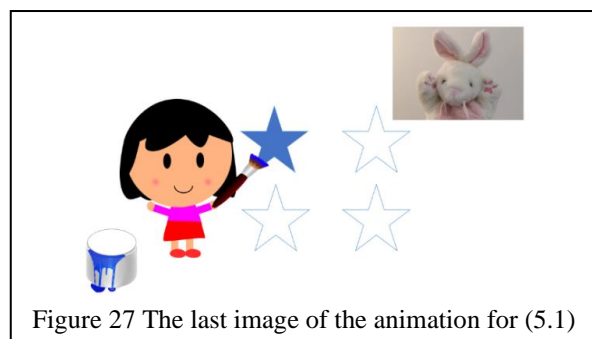 Figure 27 The last image of the animation for (5.1)